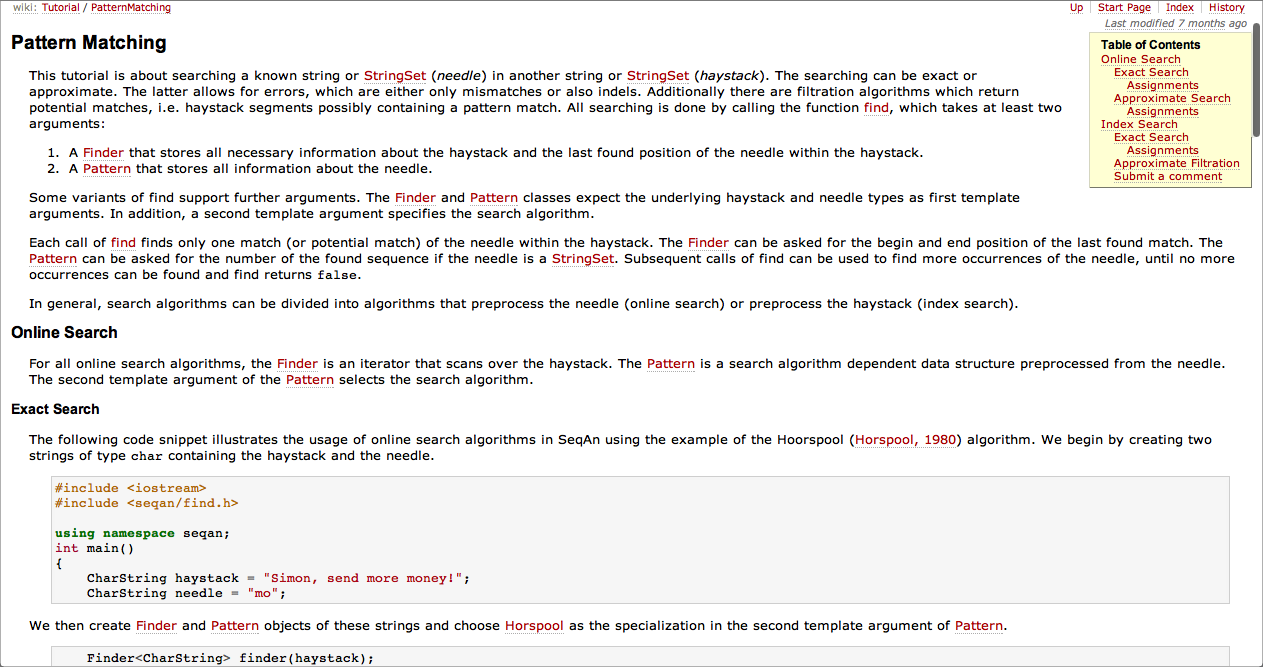 wiki: Tutorial / PatternMatching
Up Start Page Index History
Last modified 7 months ago
Pattern Matching
Table of Contents
Online Search
Exact Search
Assignments
Approximate Search
Assignments
Index Search
Exact Search
Assignments
Approximate Filtration
Submit a comment
This tutorial is about searching a known string or StringSet (needle) in another string or StringSet (haystack). The searching can be exact or
approximate. The latter allows for errors, which are either only mismatches or also indels. Additionally there are filtration algorithms which return
potential matches, i.e. haystack segments possibly containing a pattern match. All searching is done by calling the function find, which takes at least two
arguments:
1. A Finder that stores all necessary information about the haystack and the last found position of the needle within the haystack.
2. A Pattern that stores all information about the needle.
Some variants of find support further arguments. The Finder and Pattern classes expect the underlying haystack and needle types as first template
arguments. In addition, a second template argument specifies the search algorithm.
Each call of find finds only one match (or potential match) of the needle within the haystack. The Finder can be asked for the begin and end position of the last found match. The
Pattern can be asked for the number of the found sequence if the needle is a StringSet. Subsequent calls of find can be used to find more occurrences of the needle, until no more
occurrences can be found and find returns false.
In general, search algorithms can be divided into algorithms that preprocess the needle (online search) or preprocess the haystack (index search).
Online Search
For all online search algorithms, the Finder is an iterator that scans over the haystack. The Pattern is a search algorithm dependent data structure preprocessed from the needle.
The second template argument of the Pattern selects the search algorithm.
Exact Search
The following code snippet illustrates the usage of online search algorithms in SeqAn using the example of the Hoorspool (Horspool, 1980) algorithm. We begin by creating two
strings of type char containing the haystack and the needle.
#include <iostream>
#include <seqan/find.h>
using namespace seqan;
int main()
{
CharString haystack = "Simon, send more money!";
CharString needle = "mo";
We then create Finder and Pattern objects of these strings and choose Horspool as the specialization in the second template argument of Pattern.
Finder<CharString> finder(haystack);